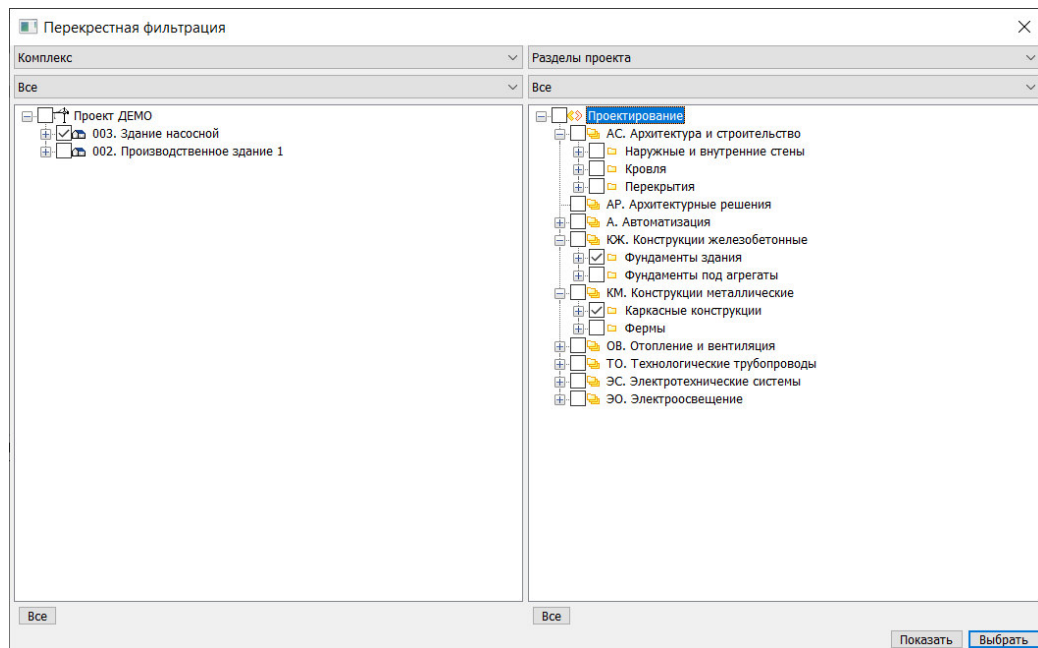 Перекрестная фильтрация
Комплекс
Разделы проекта
Все
Все
Проект ДЕМО
003. Здание насосной
002. Производственное здание 1
Проектирование
АС. Архитектура и строительство
Наружные и внутренние стены
Кровля
Перекрытия
АР. Архитектурные решения
А. Автоматизация
КЖ. Конструкции железобетонные
Фундаменты здания
Фундаменты под агрегаты
КМ. Конструкции металлические
Каркасные конструкции
Фермы
ОВ. Отопление и вентиляция
ТО. Технологические трубопроводы
ЭС. Электротехнические системы
ЭО. Электроосвещение
Все
Все
Показать
Выбрать